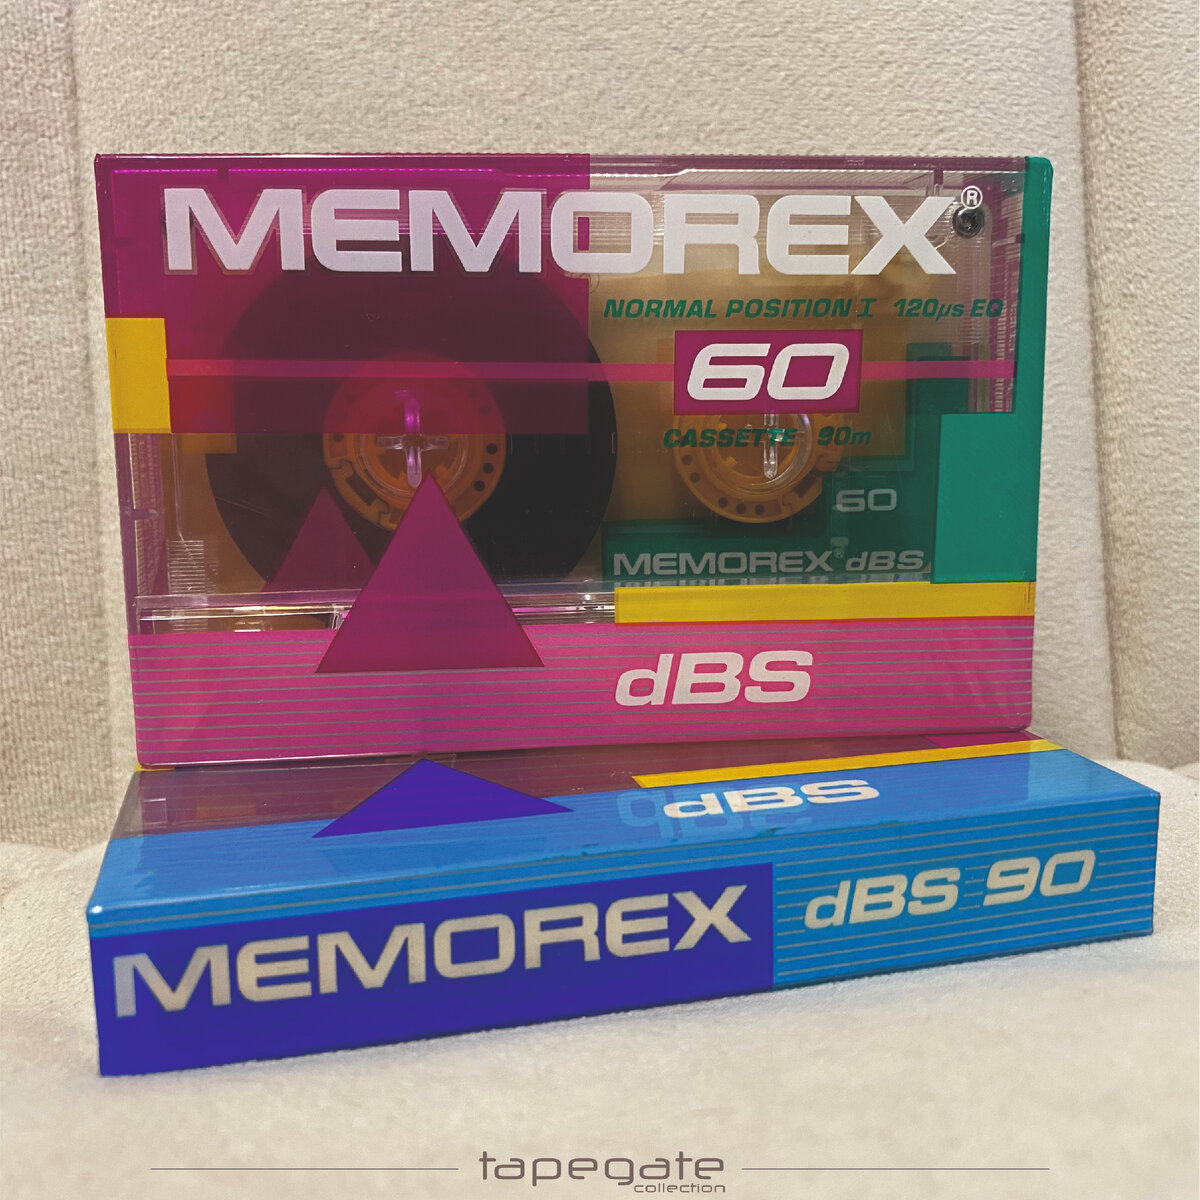 MEMOREX®
NORMAL POSITION I 120µs EQ
60
CASSETTE 90m
60
MEMOREX® dBS
dBS
dBS
MEMOREX dBS 90
tapegate
collection